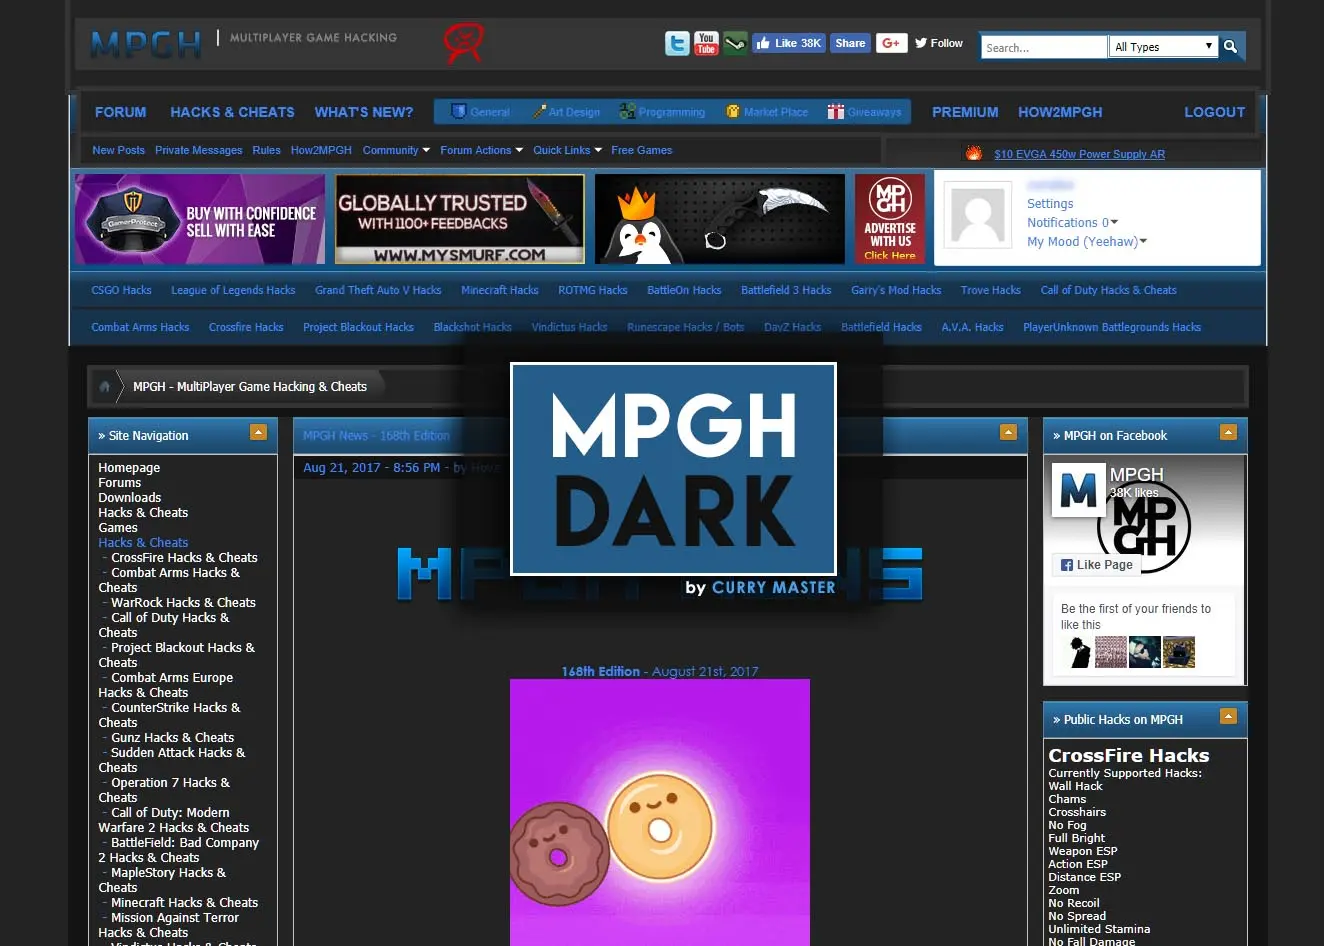 MPGH | MULTIPLAYER GAME HACKING
You Tube
Like 38K
Share
G+
Follow
Search...
All Types
FORUM HACKS & CHEATS WHAT'S NEW? General Art Design Programming Market Place Giveaways PREMIUM HOW2MPGH LOGOUT
New Posts Private Messages Rules How2MPGH Community Forum Actions Quick Links Free Games
$10 EVGA 450w Power Supply AR
GamerProtect
BUY WITH CONFIDENCE
SELL WITH EASE
GLOBALLY TRUSTED
WITH 1100+ FEEDBACKS
WWW.MYSMURF.COM
MP
GH
ADVERTISE
WITH US
Click Here
Settings
Notifications 0
My Mood (Yeehaw)
CSGO Hacks League of Legends Hacks Grand Theft Auto V Hacks Minecraft Hacks ROTMG Hacks BattleOn Hacks Battlefield 3 Hacks Garry's Mod Hacks Trove Hacks Call of Duty Hacks & Cheats
Combat Arms Hacks Crossfire Hacks Project Blackout Hacks Blackshot Hacks Vindictus Hacks Runescape Hacks / Bots DayZ Hacks Battlefield Hacks A.V.A. Hacks PlayerUnknown Battlegrounds Hacks
MPGH - MultiPlayer Game Hacking & Cheats
» Site Navigation
Homepage
Forums
Downloads
Hacks & Cheats
Games
Hacks & Cheats
- CrossFire Hacks & Cheats
- Combat Arms Hacks &
Cheats
- WarRock Hacks & Cheats
- Call of Duty Hacks &
Cheats
- Project Blackout Hacks &
Cheats
- Combat Arms Europe
Hacks & Cheats
- CounterStrike Hacks &
Cheats
- Gunz Hacks & Cheats
- Sudden Attack Hacks &
Cheats
- Operation 7 Hacks &
Cheats
- Call of Duty: Modern
Warfare 2 Hacks & Cheats
- BattleField: Bad Company
2 Hacks & Cheats
- MapleStory Hacks &
Cheats
- Minecraft Hacks & Cheats
- Mission Against Terror
Hacks & Cheats
- Vindictus Hacks & Cheats
MPGH News - 168th Edition
Aug 21, 2017 - 8:56 PM - by
MPGH
DARK
by CURRY MASTER
168th Edition - August 21st, 2017
» MPGH on Facebook
MPGH
38K likes
MP
GH
Like Page
Be the first of your friends to
like this
» Public Hacks on MPGH
CrossFire Hacks
Currently Supported Hacks:
Wall Hack
Chams
Crosshairs
No Fog
Full Bright
Weapon ESP
Action ESP
Distance ESP
Zoom
No Recoil
No Spread
Unlimited Stamina
No Fall Damage